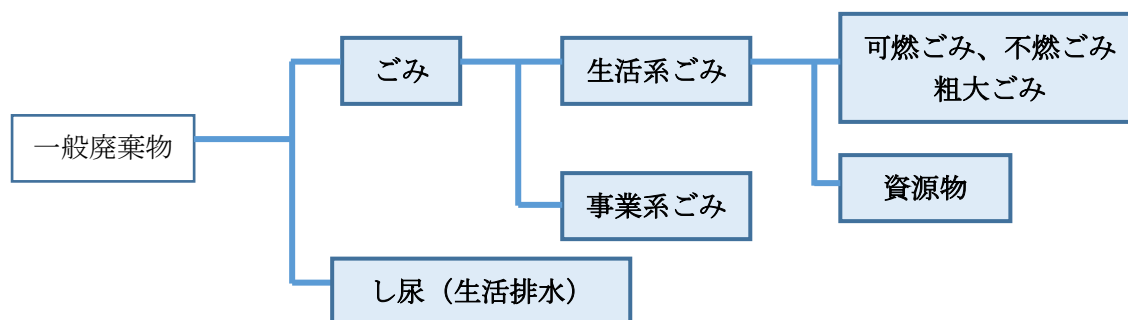 一般廃棄物
ごみ
し尿（生活排水）
生活系ごみ
事業系ごみ
可燃ごみ、不燃ごみ
粗大ごみ
資源物